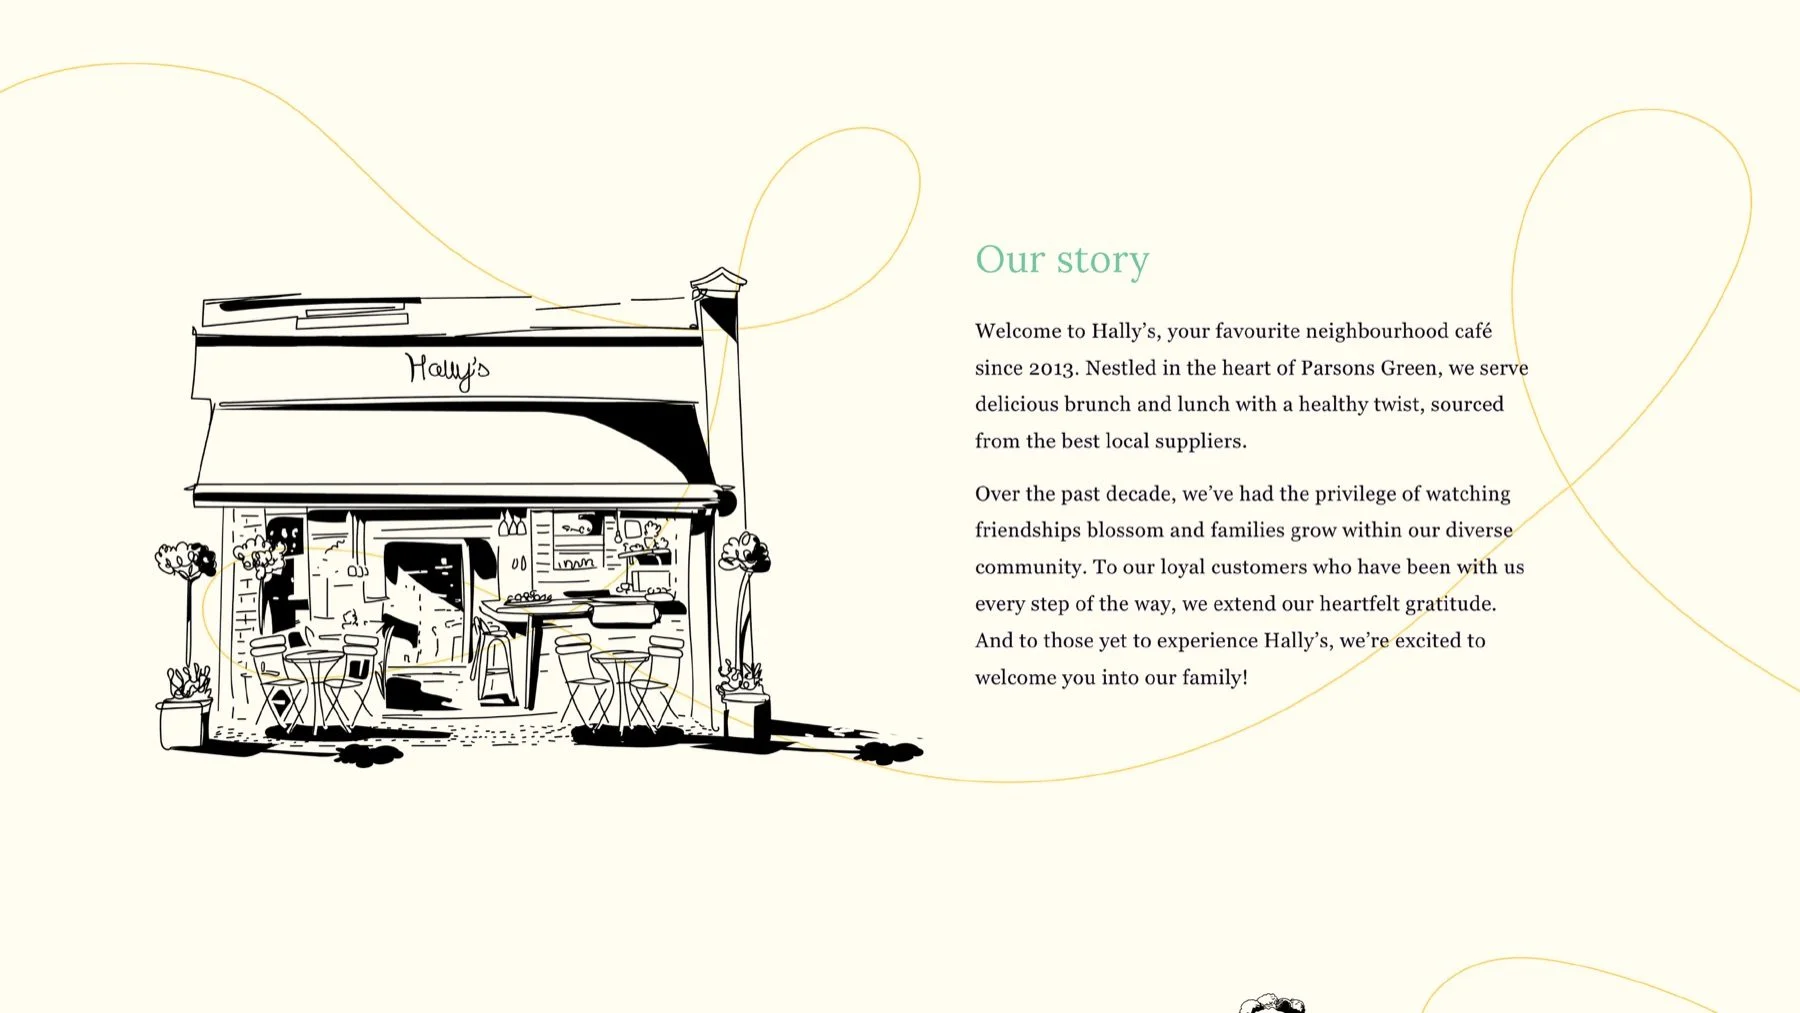 Hally's
Our story
Welcome to Hally’s, your favourite neighbourhood café
since 2013. Nestled in the heart of Parsons Green, we serve
delicious brunch and lunch with a healthy twist, sourced
from the best local suppliers.
Over the past decade, we’ve had the privilege of watching
friendships blossom and families grow within our diverse
community. To our loyal customers who have been with us
every step of the way, we extend our heartfelt gratitude.
And to those yet to experience Hally’s, we’re excited to
welcome you into our family!